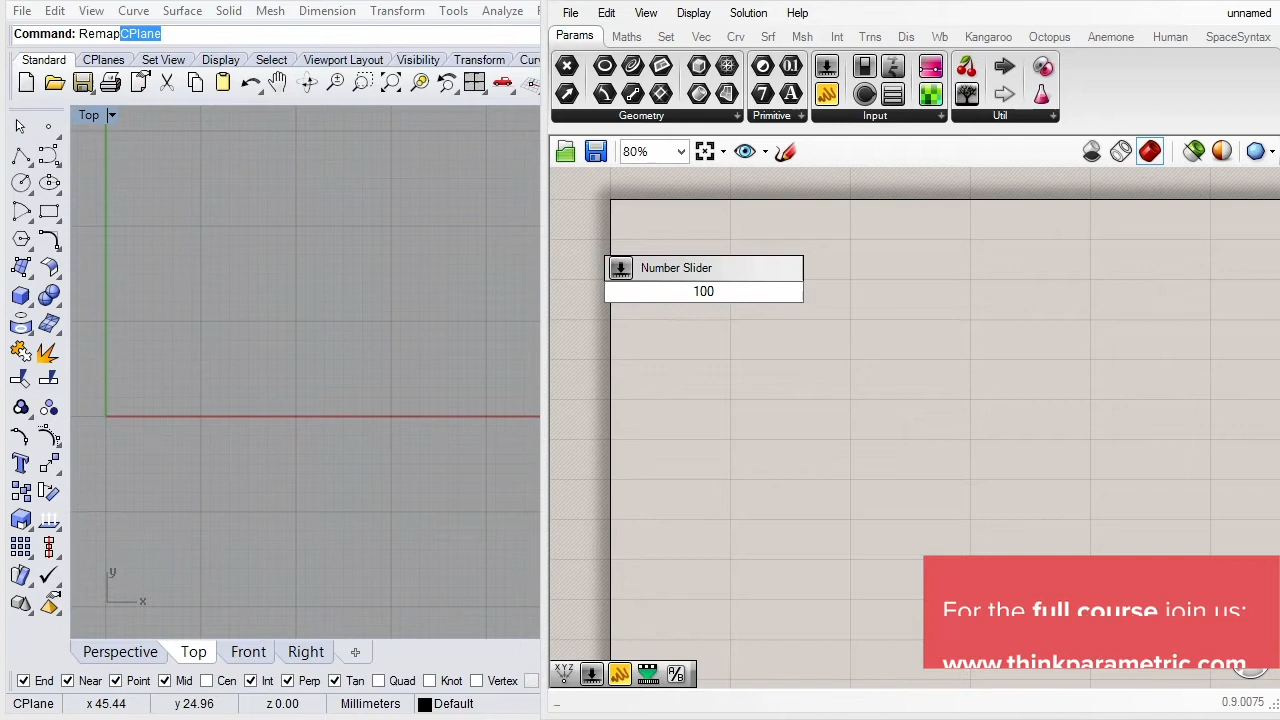 View Edit View Curve Surface Solid Mesh Dimension Transform Tools Analyze
Command: RemapCPlane
Standard CPlanes Set View Display Select Viewport Layout Visibility Transform
Top
y
x
Perspective Top Front Right
End Near Point Mid Cen Int Perp Tan Quad Knot Vertex
CPlane x 45.44 y 24.96 z 0.00 Millimeters Default
File Edit View Display Solution Help unnamed
Params Maths Set Vec Crv Srf Msh Int Trns Dis Wb Kangaroo Octopus Anemone Human SpaceSyntax
Geometry Primitive Input Util
80%
Number Slider
100
For the full course join us:
www.thinkparametric.com
XYZ
0.9.0075